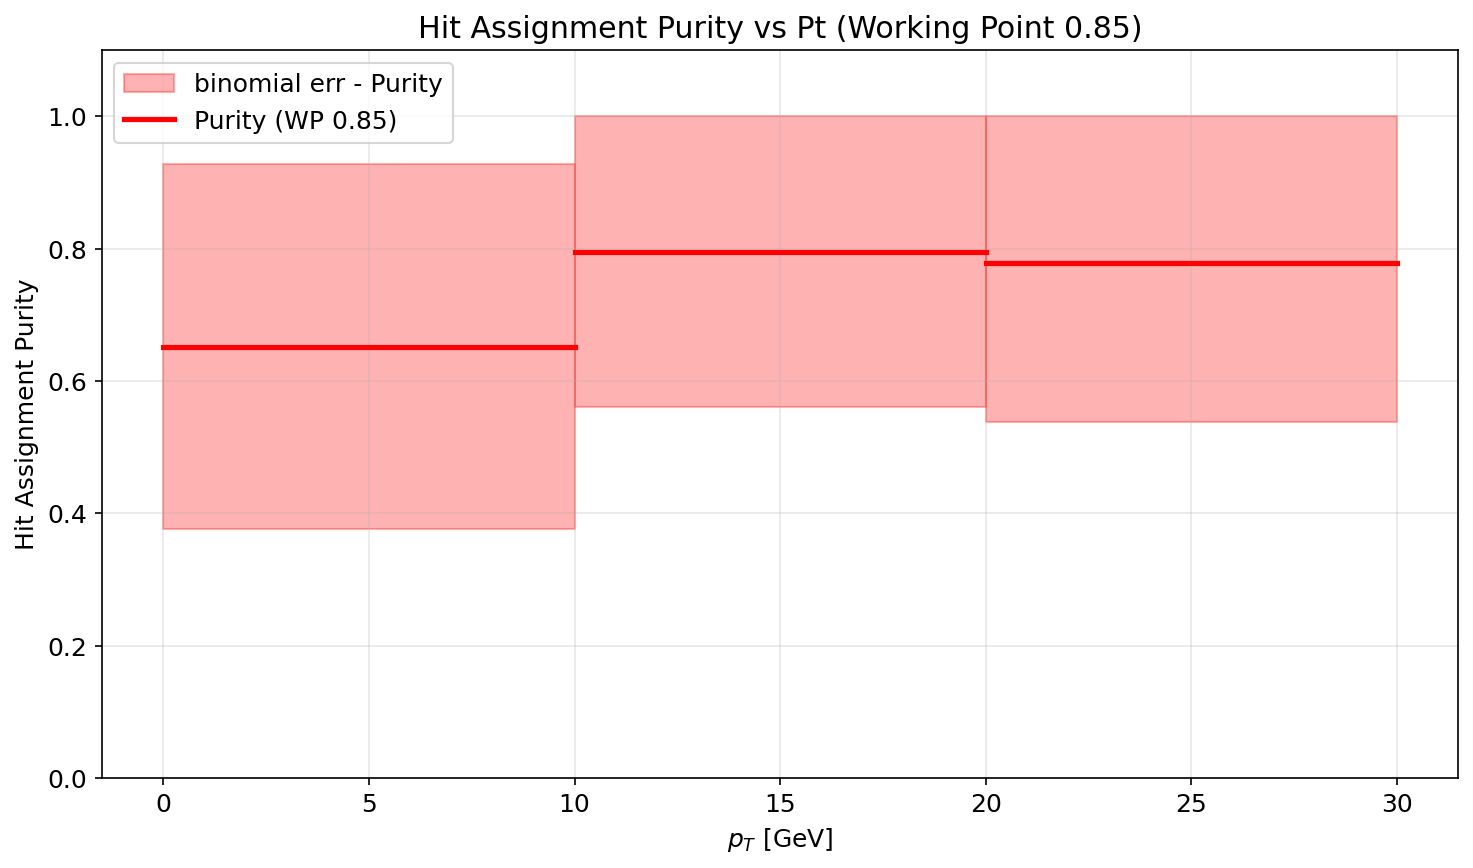 Hit Assignment Purity vs Pt (Working Point 0.85)
binomial err - Purity
Purity (WP 0.85)
Hit Assignment Purity
1.0
0.8
0.6
0.4
0.2
0.0
0 5 10 15 20 25 30
p_T [GeV]